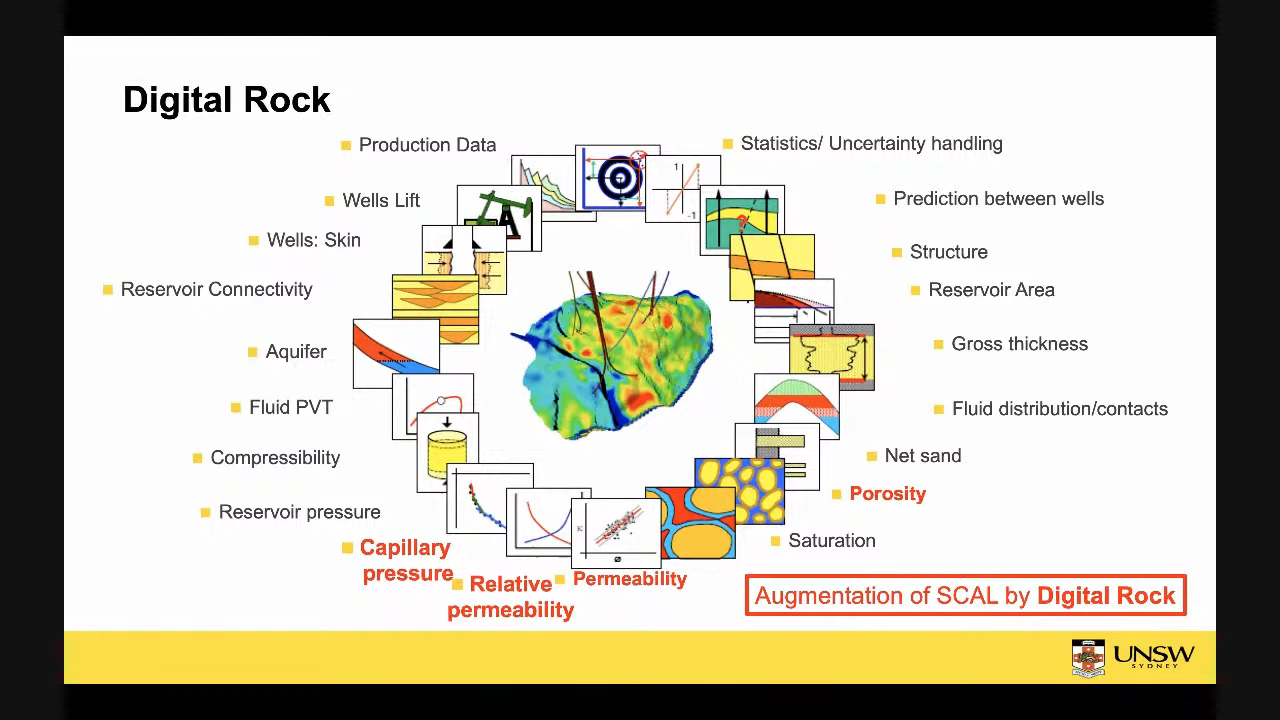 Digital Rock
Production Data
Statistics/ Uncertainty handling
1
-1
Wells Lift
Prediction between wells
?
Wells: Skin
Structure
Reservoir Connectivity
Reservoir Area
Aquifer
Gross thickness
Fluid PVT
Fluid distribution/contacts
Compressibility
Net sand
Porosity
Reservoir pressure
Saturation
Capillary
pressure
Relative
permeability
K
ø
Permeability
Augmentation of SCAL by Digital Rock
UNSW
SYDNEY